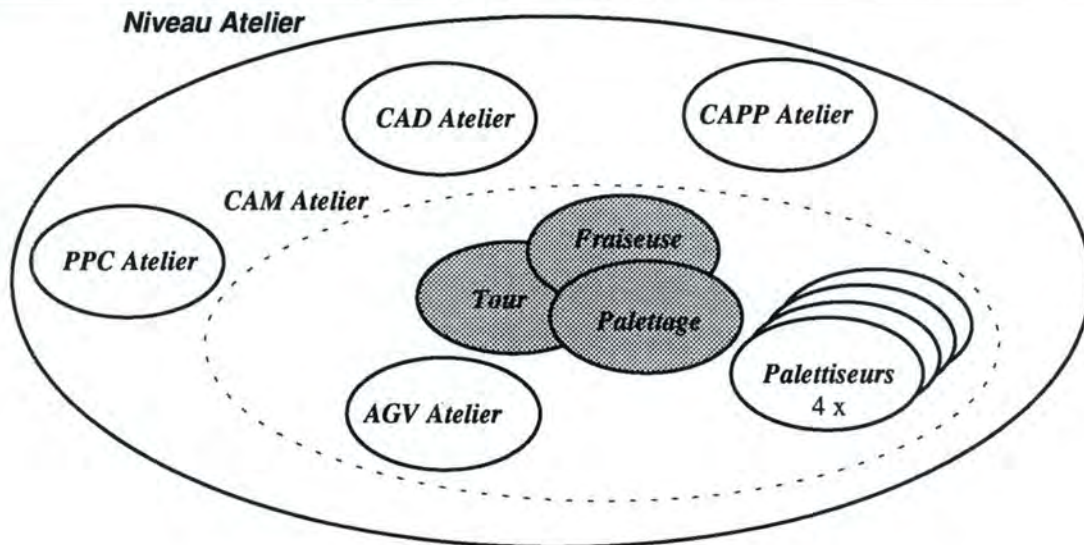 Niveau Atelier
CAD Atelier
CAPP Atelier
CAM Atelier
PPC Atelier
Fraiseuse
Tour
Palettage
Palettiseurs
4 x
AGV Atelier